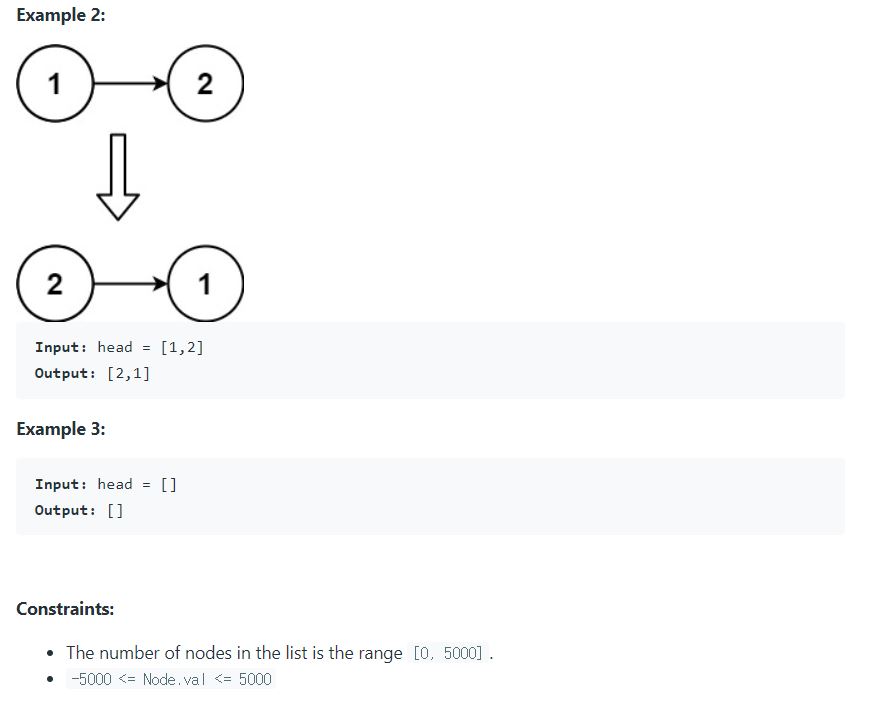 Example 2:
1 2
2 1
Input: head = [1,2]
Output: [2,1]
Example 3:
Input: head = []
Output: []
Constraints:
• The number of nodes in the list is the range [0, 5000] .
• -5000 <= Node.val <= 5000